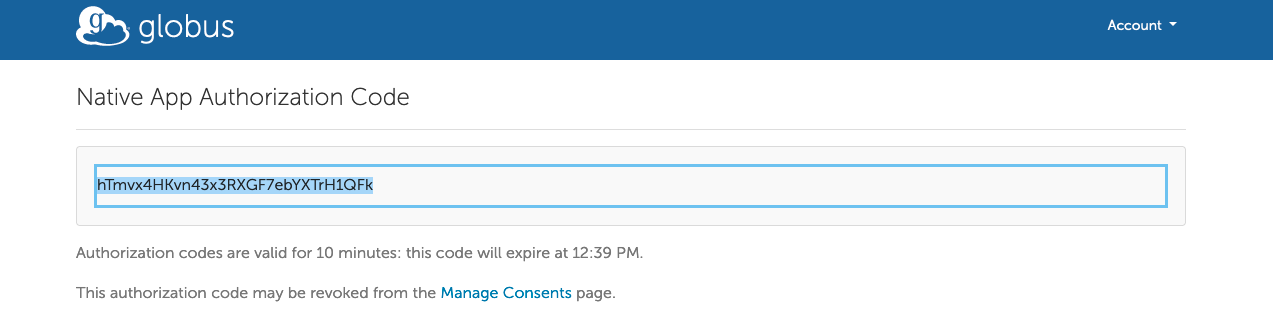 globus
Account
Native App Authorization Code
hTmvx4HKvn43x3RXGF7ebYXTrH1QFk
Authorization codes are valid for 10 minutes: this code will expire at 12:39 PM.
This authorization code may be revoked from the Manage Consents page.